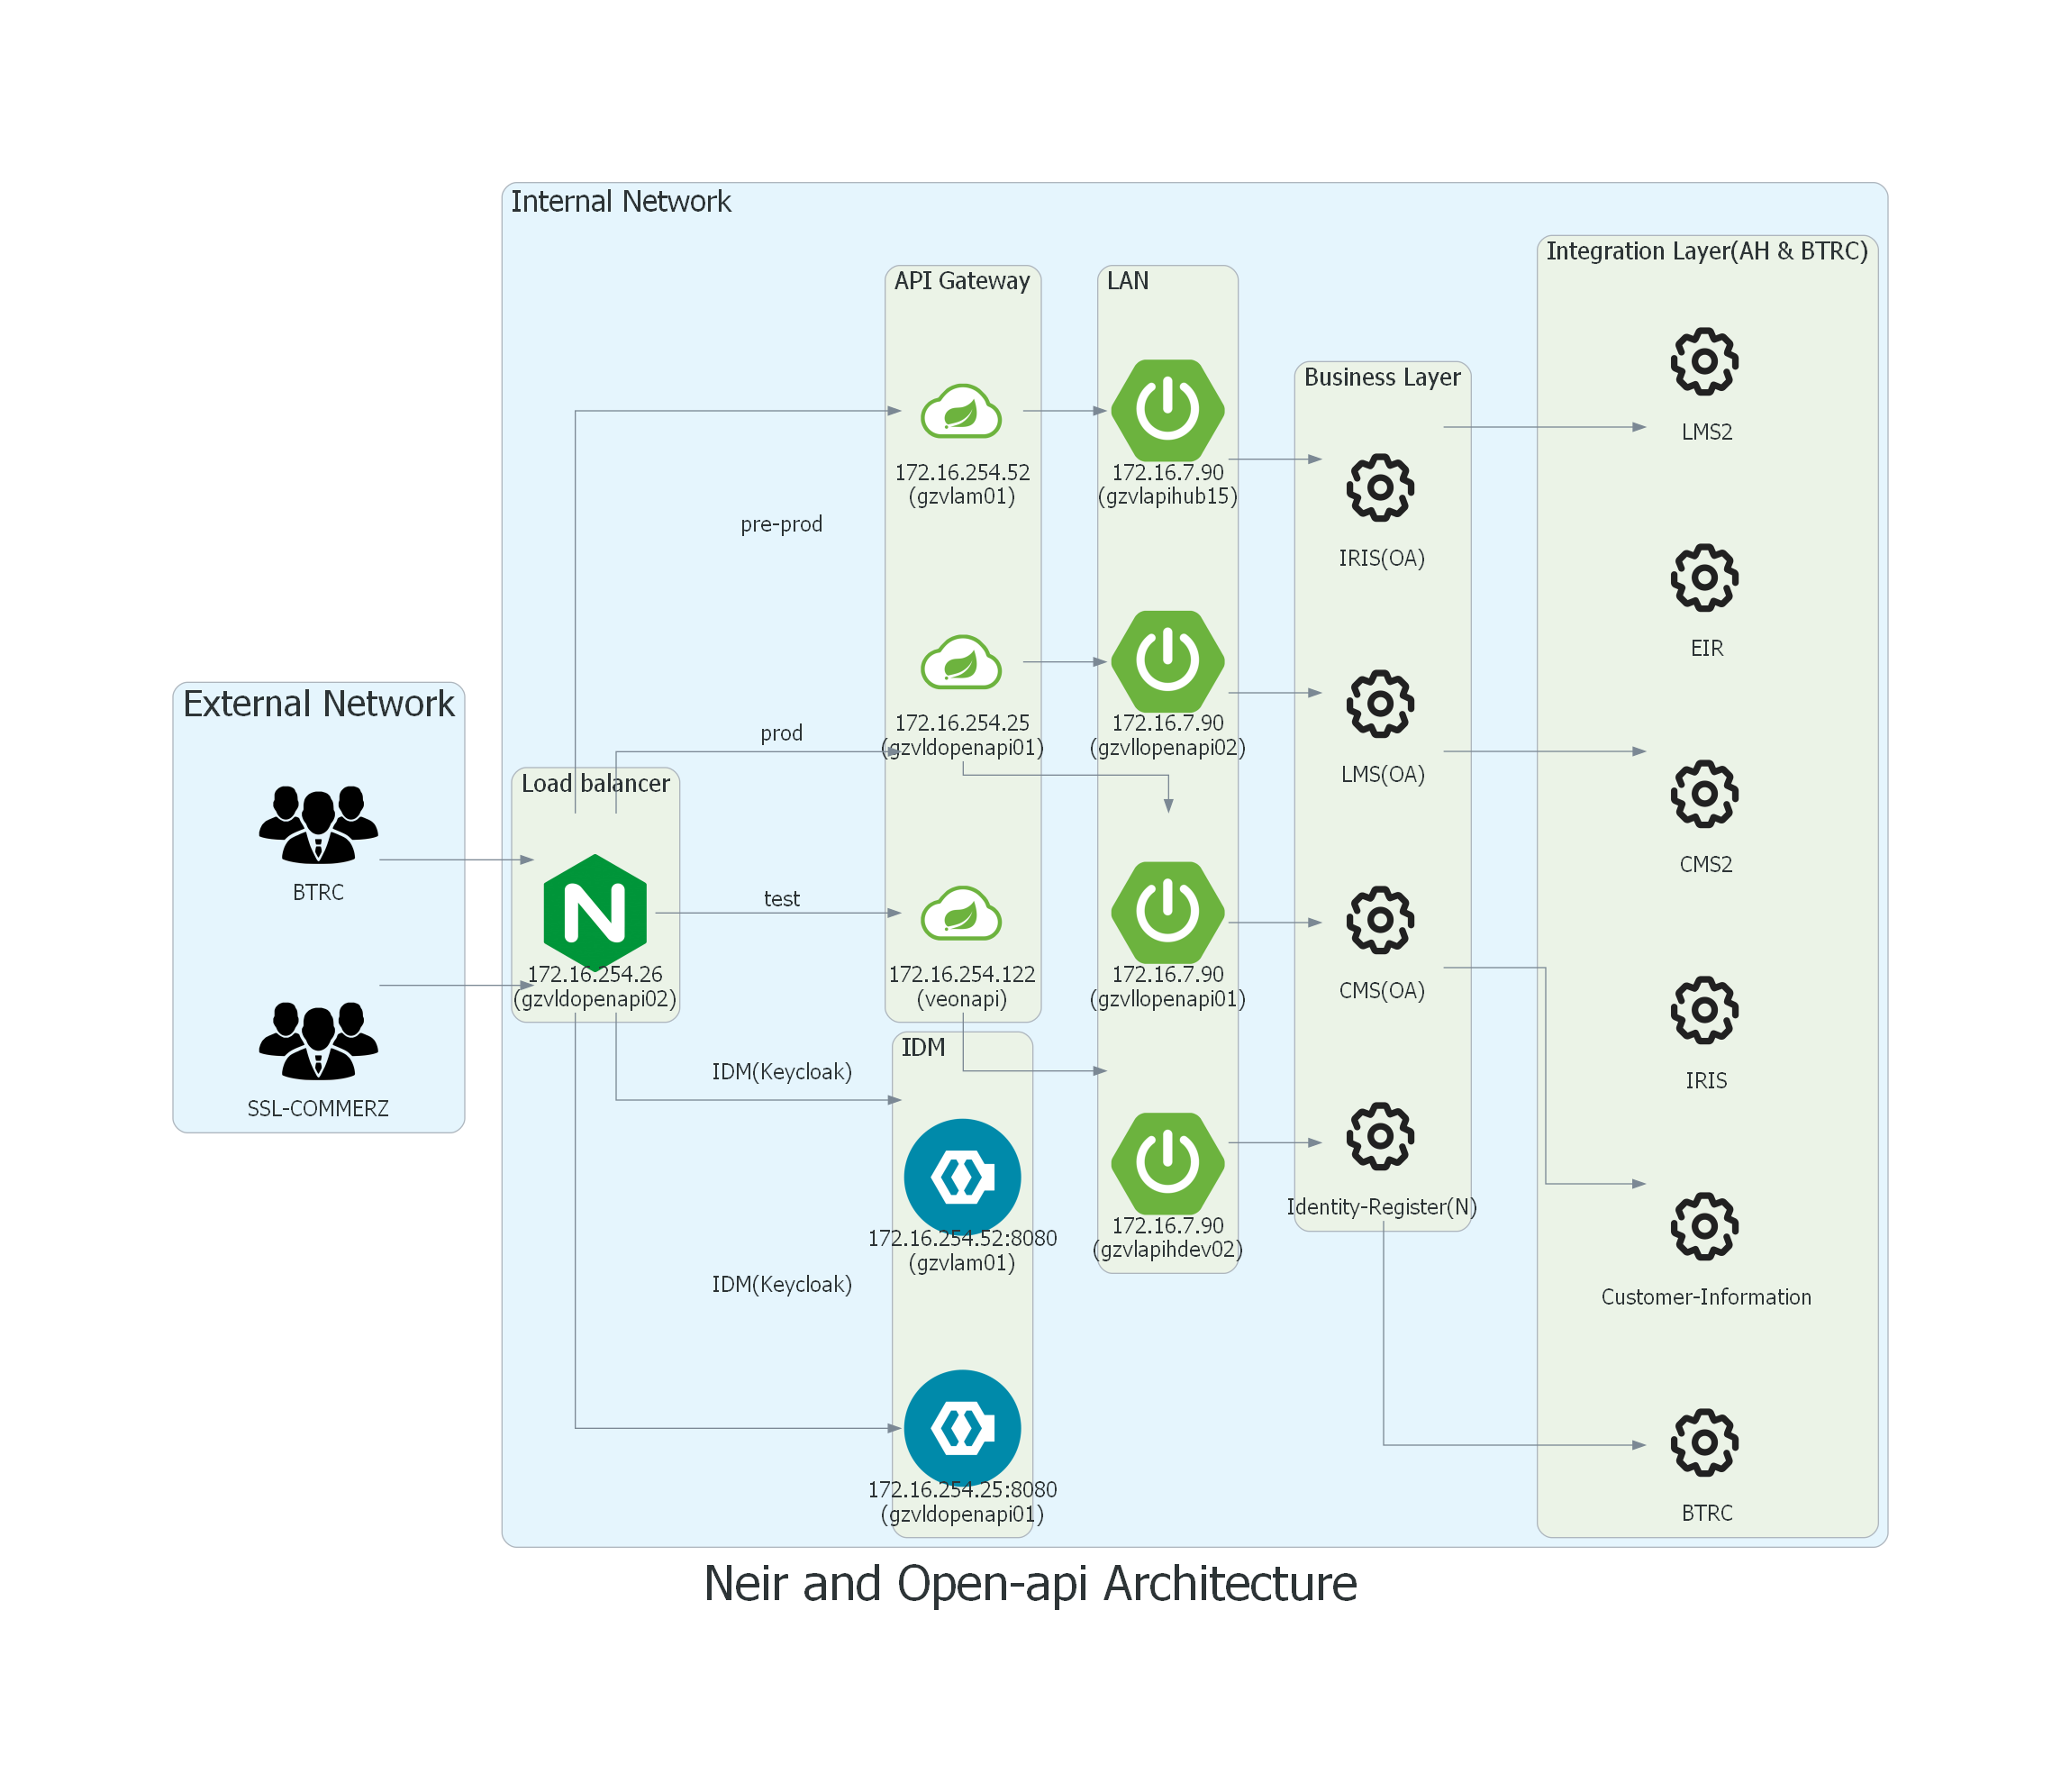 Internal Network
Integration Layer(AH & BTRC)
API Gateway
LAN
Business Layer
LMS2
172.16.254.52
(gzvlam01)
172.16.7.90
(gzvlapihub15)
pre-prod
IRIS(OA)
EIR
External Network
172.16.254.25
(gzvldopenapi01)
172.16.7.90
(gzvllopenapi02)
prod
Load balancer
LMS(OA)
CMS2
BTRC
test
172.16.254.26
(gzvldopenapi02)
172.16.254.122
(veonapi)
172.16.7.90
(gzvllopenapi01)
CMS(OA)
IDM
IDM(Keycloak)
IRIS
SSL-COMMERZ
Identity-Register(N)
172.16.254.52:8080
(gzvlam01)
172.16.7.90
(gzvlapihdev02)
IDM(Keycloak)
Customer-Information
172.16.254.25:8080
(gzvldopenapi01)
BTRC
Neir and Open-api Architecture